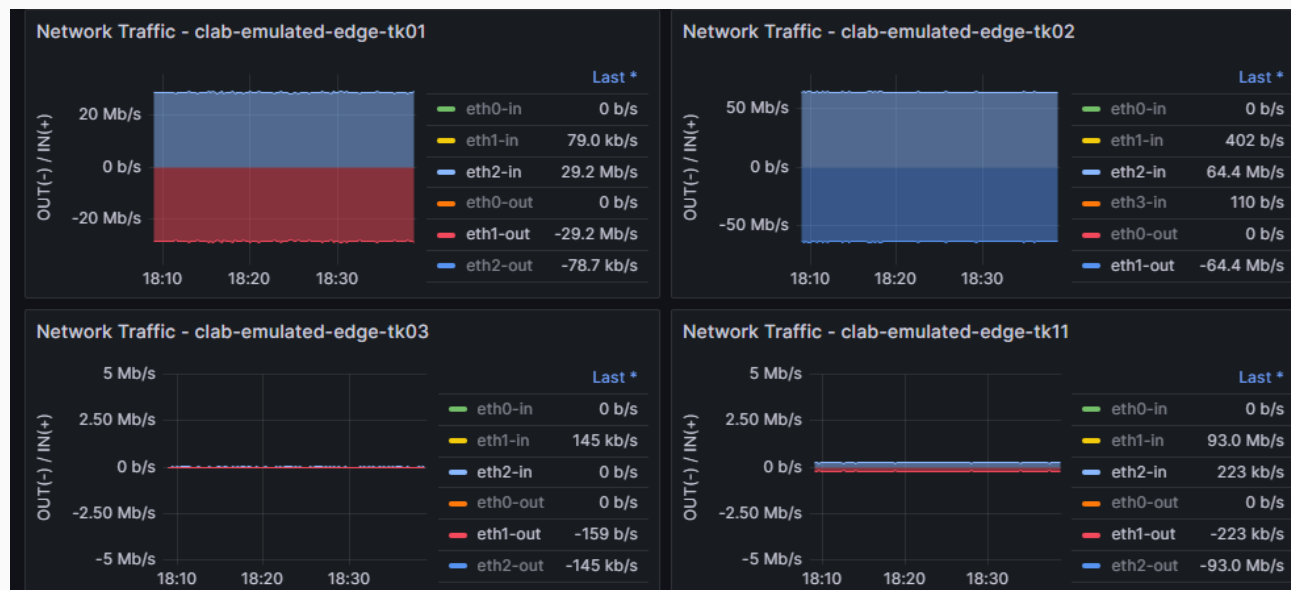 Network Traffic - clab-emulated-edge-tk01
Last *
OUT(-) / IN(+)
20 Mb/s
0 b/s
-20 Mb/s
18:10 18:20 18:30
eth0-in 0 b/s
eth1-in 79.0 kb/s
eth2-in 29.2 Mb/s
eth0-out 0 b/s
eth1-out -29.2 Mb/s
eth2-out -78.7 kb/s
Network Traffic - clab-emulated-edge-tk02
Last *
OUT(-) / IN(+)
50 Mb/s
0 b/s
-50 Mb/s
18:10 18:20 18:30
eth0-in 0 b/s
eth1-in 402 b/s
eth2-in 64.4 Mb/s
eth3-in 110 b/s
eth0-out 0 b/s
eth1-out -64.4 Mb/s
Network Traffic - clab-emulated-edge-tk03
Last *
OUT(-) / IN(+)
5 Mb/s
2.50 Mb/s
0 b/s
-2.50 Mb/s
-5 Mb/s
18:10 18:20 18:30
eth0-in 0 b/s
eth1-in 145 kb/s
eth2-in 0 b/s
eth0-out 0 b/s
eth1-out -159 b/s
eth2-out -145 kb/s
Network Traffic - clab-emulated-edge-tk11
Last *
OUT(-) / IN(+)
5 Mb/s
2.50 Mb/s
0 b/s
-2.50 Mb/s
-5 Mb/s
18:10 18:20 18:30
eth0-in 0 b/s
eth1-in 93.0 Mb/s
eth2-in 223 kb/s
eth0-out 0 b/s
eth1-out -223 kb/s
eth2-out -93.0 Mb/s